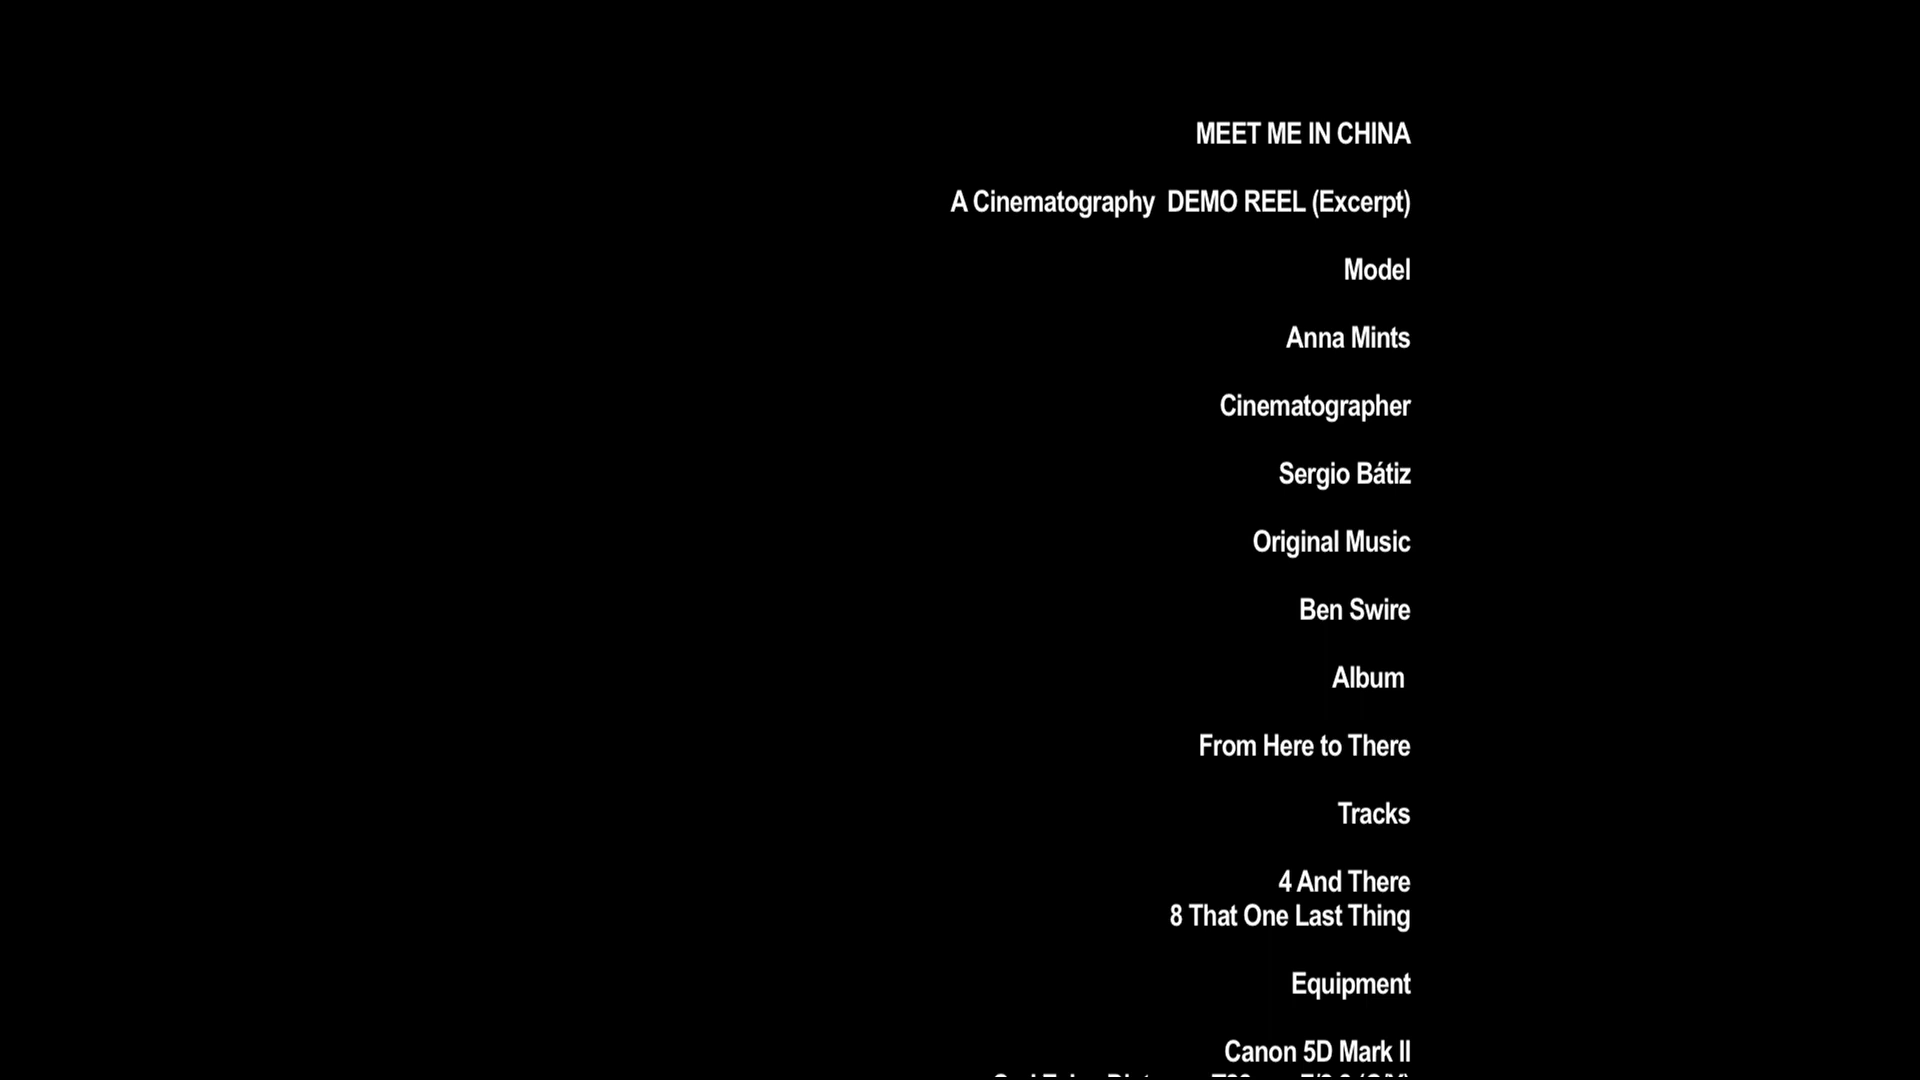 MEET ME IN CHINA
A Cinematography  DEMO REEL (Excerpt)
Model
Anna Mints
Cinematographer
Sergio Bátiz
Original Music
Ben Swire
Album
From Here to There
Tracks
4 And There
8 That One Last Thing
Equipment
Canon 5D Mark II